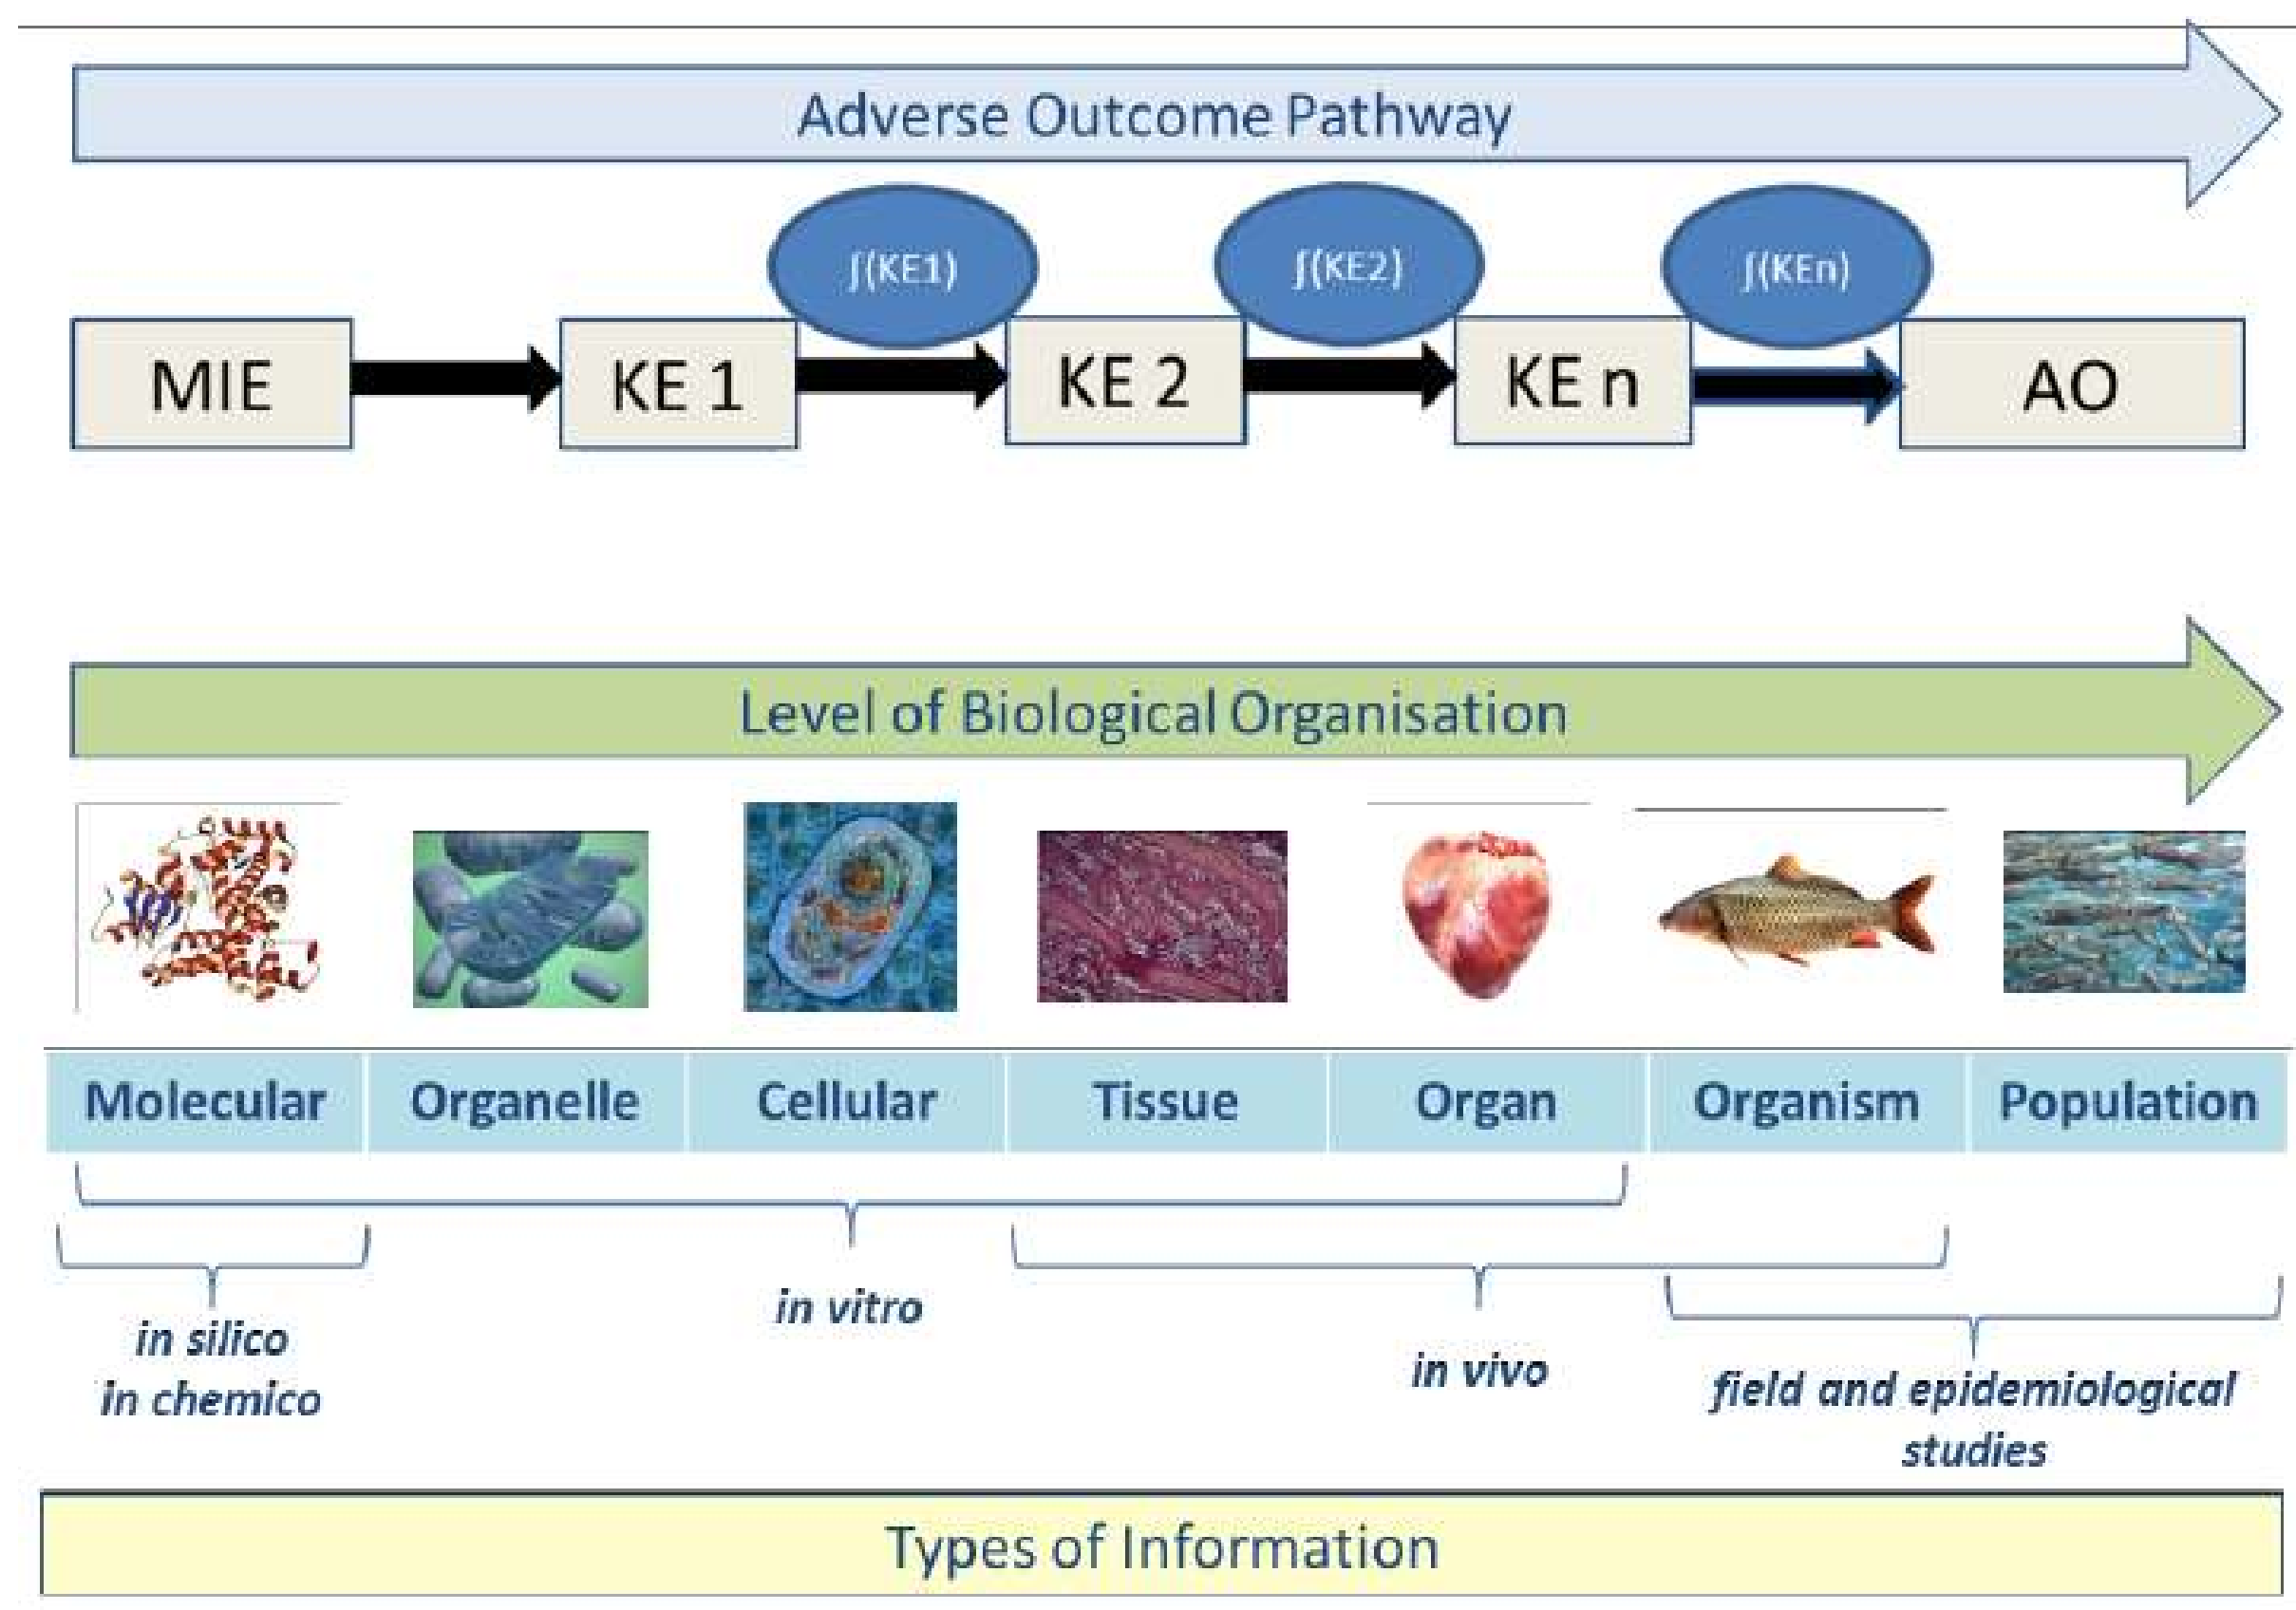 Adverse Outcome Pathway
∫(KE1)
∫(KE2)
∫(KEn)
MIE
KE 1
KE 2
KE n
AO
Level of Biological Organisation
Molecular
Organelle
Cellular
Tissue
Organ
Organism
Population
in silico
in chemico
in vitro
in vivo
field and epidemiological
studies
Types of Information